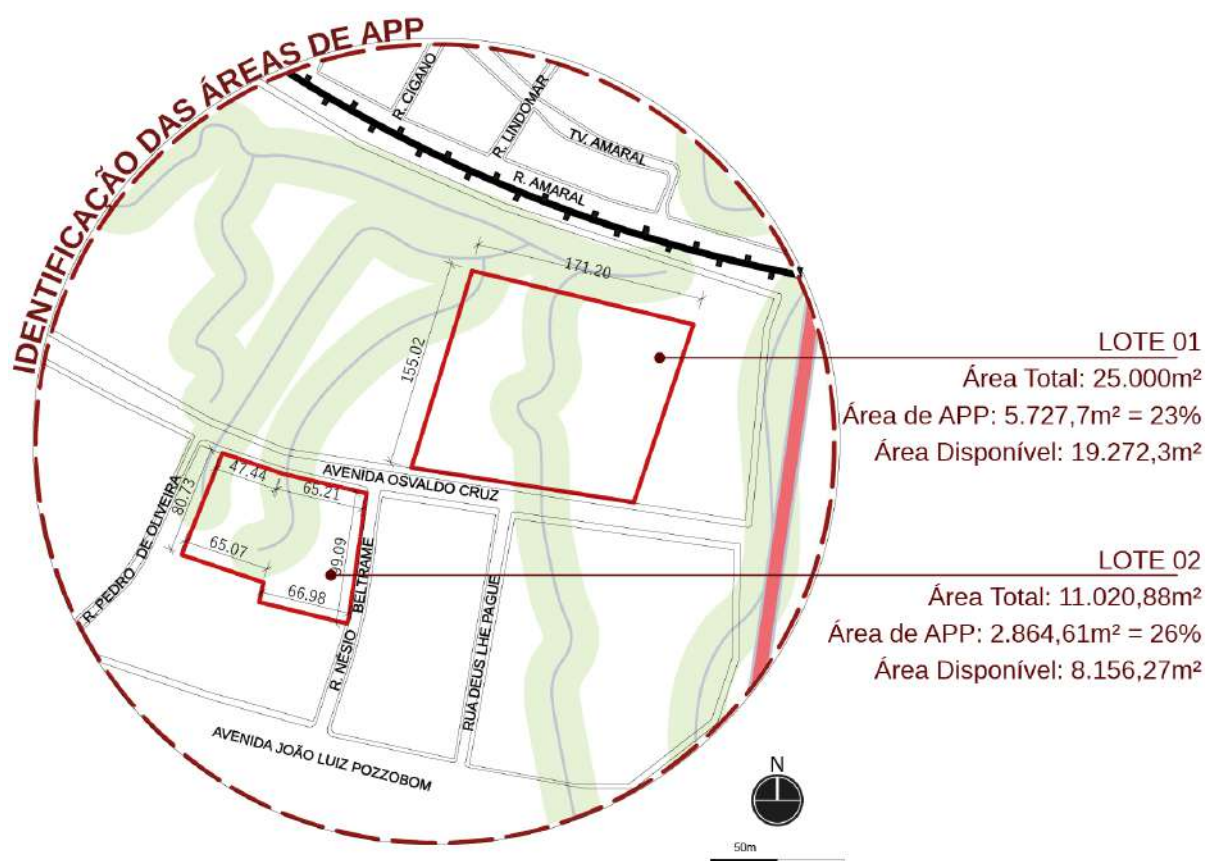 IDENTIFICAÇÃO DAS ÁREAS DE APP
R. CIGANO
R. LINDOMAR
TV. AMARAL
R. AMARAL
171.20
155.02
LOTE 01
Área Total: 25.000m²
Área de APP: 5.727,7m² = 23%
Área Disponível: 19.272,3m²
AVENIDA OSVALDO CRUZ
47.44
65.21
80.73
R. PEDRO DE OLIVEIRA
65.07
99.09
66.98
R. NÉSIO BELTRAME
RUA DEUS LHE PAGUE
LOTE 02
Área Total: 11.020,88m²
Área de APP: 2.864,61m² = 26%
Área Disponível: 8.156,27m²
AVENIDA JOÃO LUIZ POZZOBOM
N
50m